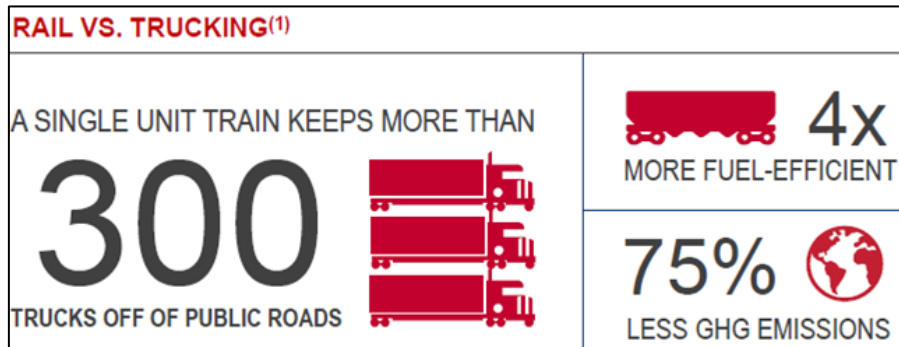 RAIL VS. TRUCKING(1)
A SINGLE UNIT TRAIN KEEPS MORE THAN
300
TRUCKS OFF OF PUBLIC ROADS
4x
MORE FUEL-EFFICIENT
75%
LESS GHG EMISSIONS